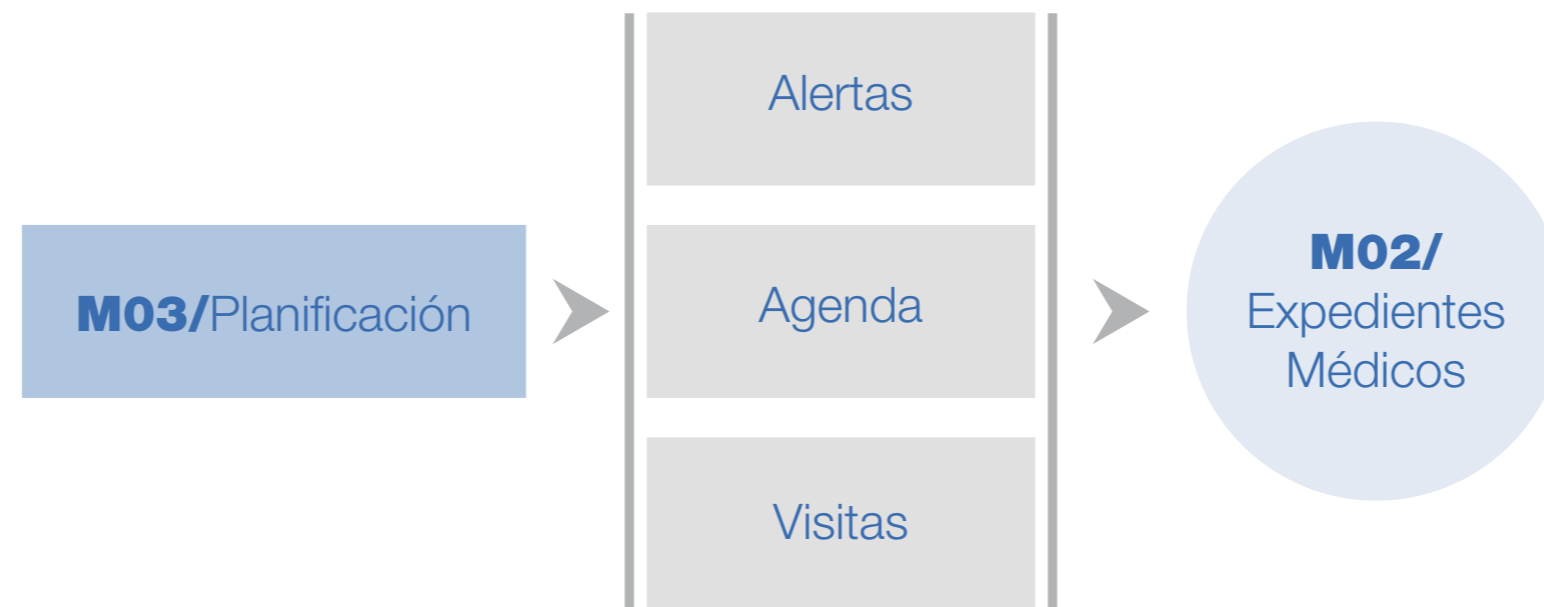 M03/Planificación
Alertas
Agenda
Visitas
M02/
Expedientes
Médicos